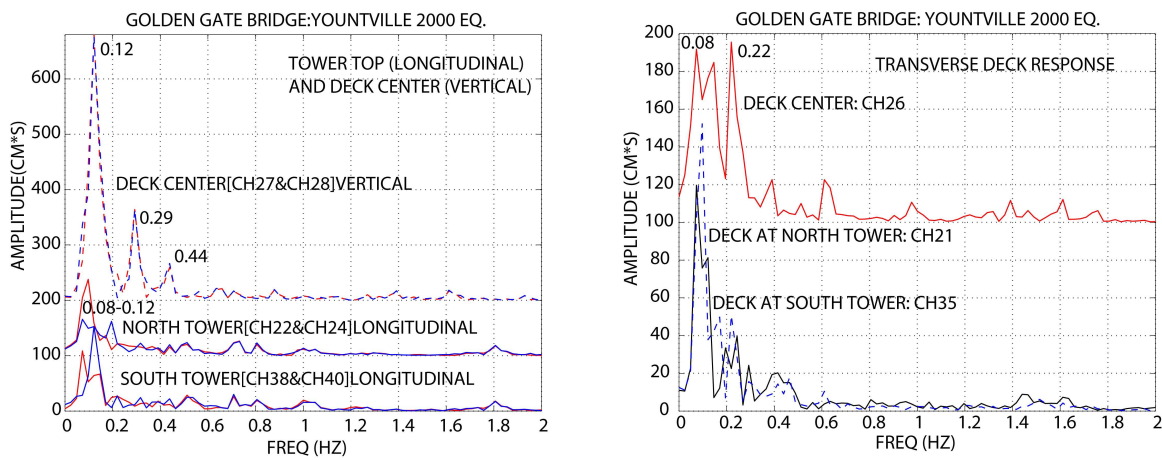 GOLDEN GATE BRIDGE:YOUNTVILLE 2000 EQ.
0.12
TOWER TOP (LONGITUDINAL)
AND DECK CENTER (VERTICAL)
DECK CENTER[CH27&CH28]VERTICAL
0.29
0.44
0.08-0.12
NORTH TOWER[CH22&CH24]LONGITUDINAL
SOUTH TOWER[CH38&CH40]LONGITUDINAL
AMPLITUDE(CM*S)
600
500
400
300
200
100
0
0 0.2 0.4 0.6 0.8 1 1.2 1.4 1.6 1.8 2
FREQ (HZ)
GOLDEN GATE BRIDGE: YOUNTVILLE 2000 EQ.
0.08
0.22
TRANSVERSE DECK RESPONSE
DECK CENTER: CH26
DECK AT NORTH TOWER: CH21
DECK AT SOUTH TOWER: CH35
AMPLITUDE (CM*S)
200
180
160
140
120
100
80
60
40
20
0
0 0.2 0.4 0.6 0.8 1 1.2 1.4 1.6 1.8 2
FREQ (HZ)